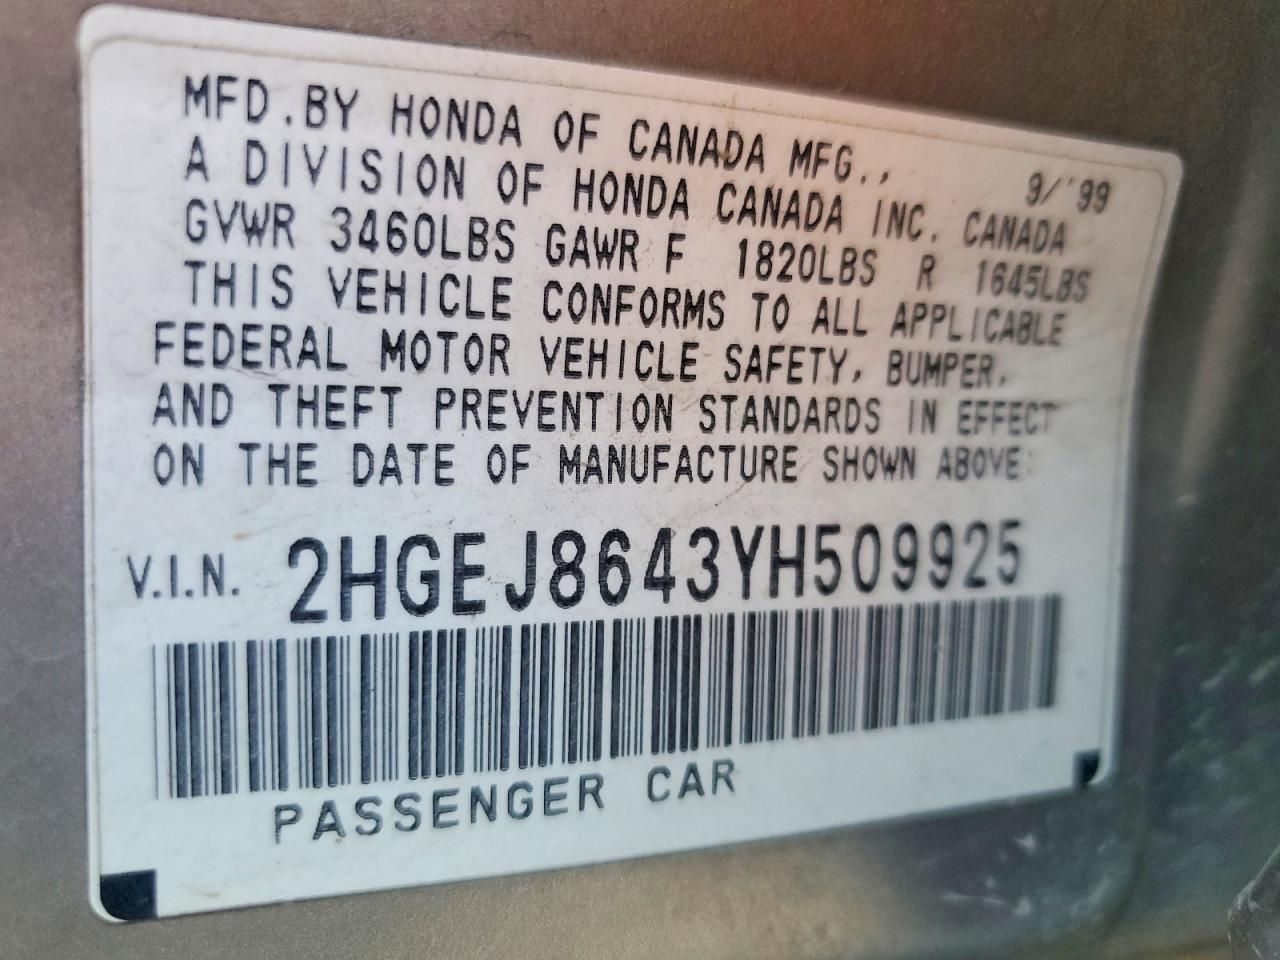 MFD.BY HONDA OF CANADA MFG.,
9/'99
A DIVISION OF HONDA CANADA INC. CANADA
GVWR 3460LBS GAWR F 1820LBS R 1645LBS
THIS VEHICLE CONFORMS TO ALL APPLICABLE
FEDERAL MOTOR VEHICLE SAFETY, BUMPER,
AND THEFT PREVENTION STANDARDS IN EFFECT
ON THE DATE OF MANUFACTURE SHOWN ABOVE:
V.I.N. 2HGEJ8643YH509925
PASSENGER CAR